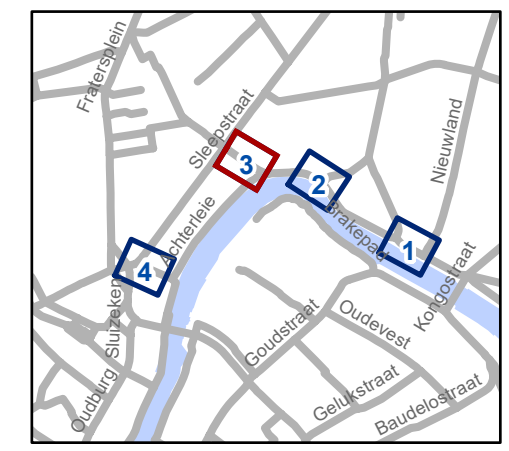 Fratersplein
Sleepstraat
Nieuwland
3
2
Achterleie
Brakepad
1
4
Kongostraat
Sluizeken
Goudstraat
Oudevest
Oudburg
Gelukstraat
Baudelostraat